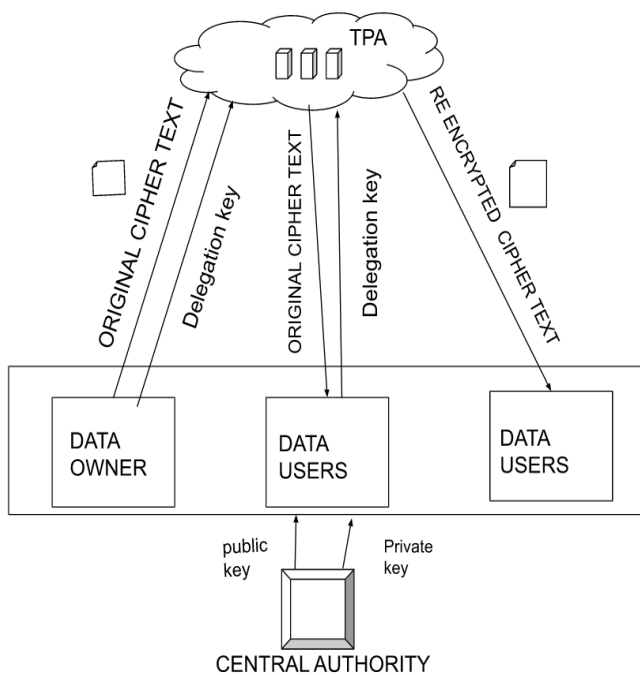 TPA
ORIGINAL CIPHER TEXT
Delegation key
ORIGINAL CIPHER TEXT
Delegation key
RE ENCRYPTED CIPHER TEXT
DATA
OWNER
DATA
USERS
DATA
USERS
public
key
Private
key
CENTRAL AUTHORITY